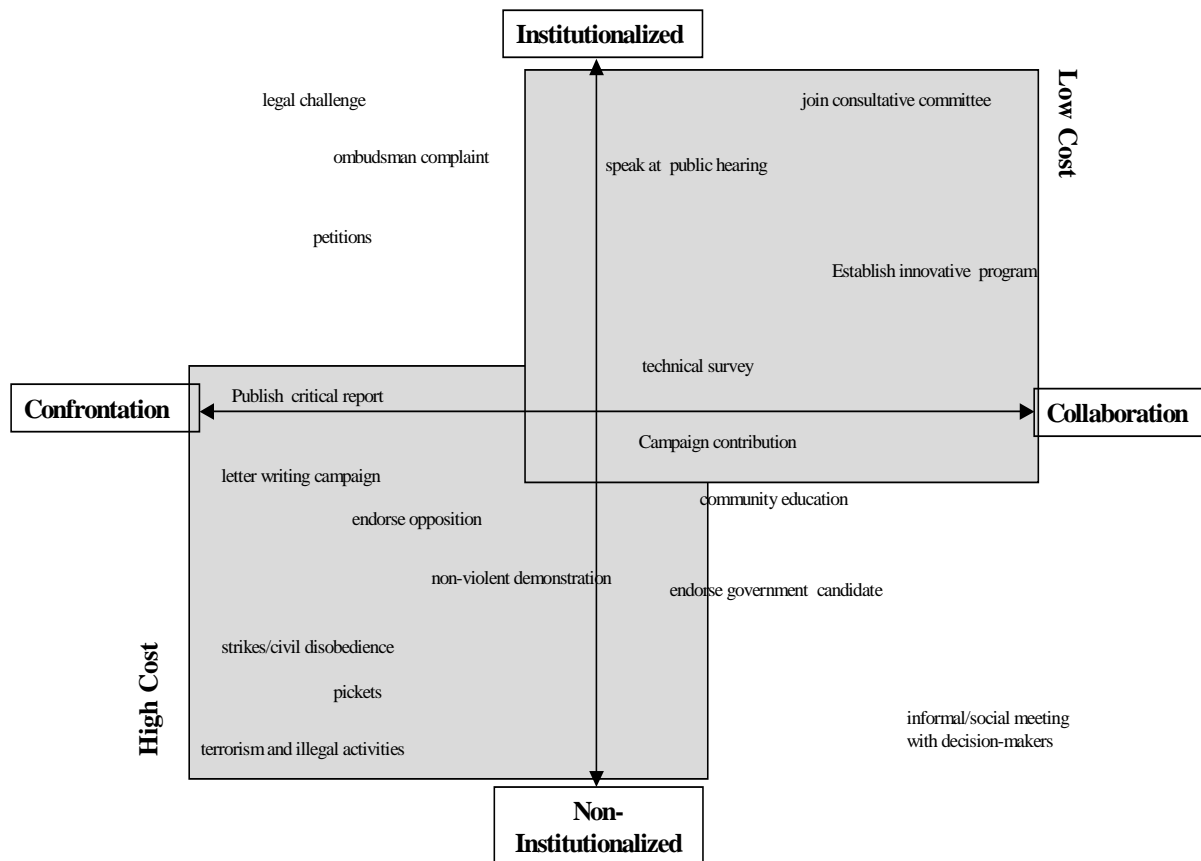 Institutionalized
Low Cost
legal challenge
join consultative committee
ombudsman complaint
speak at public hearing
petitions
Establish innovative program
technical survey
Publish critical report
Confrontation
Collaboration
Campaign contribution
letter writing campaign
community education
endorse opposition
non-violent demonstration
endorse government candidate
strikes/civil disobedience
High Cost
pickets
informal/social meeting
with decision-makers
terrorism and illegal activities
Non-
Institutionalized